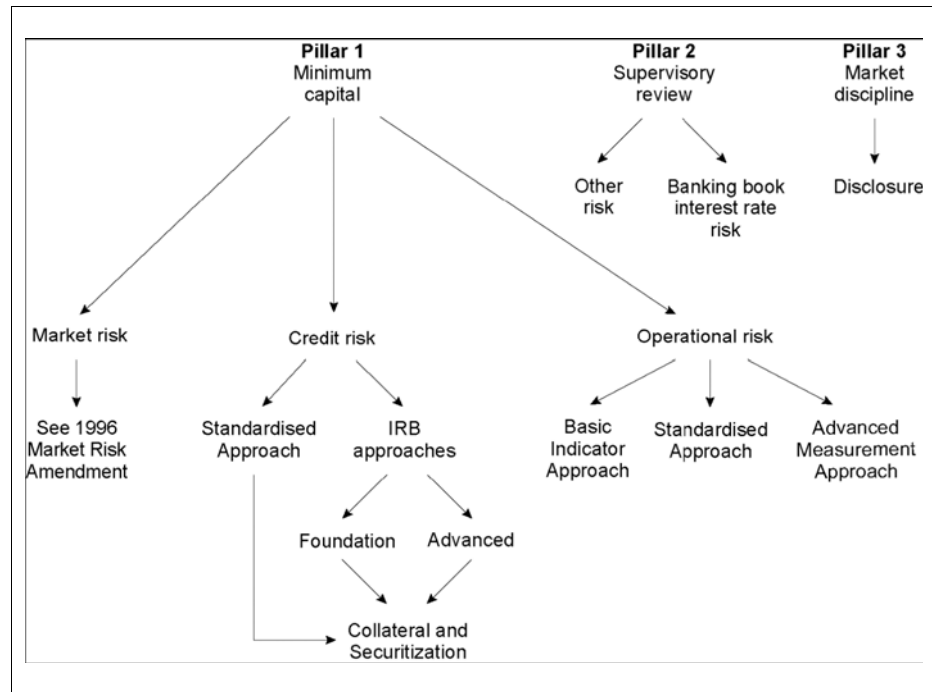 Pillar 1
Minimum
capital
Pillar 2
Supervisory
review
Pillar 3
Market
discipline
Other
risk
Banking book
interest rate
risk
Disclosure
Market risk
Credit risk
Operational risk
See 1996
Market Risk
Amendment
Standardised
Approach
IRB
approaches
Basic
Indicator
Approach
Standardised
Approach
Advanced
Measurement
Approach
Foundation
Advanced
Collateral and
Securitization